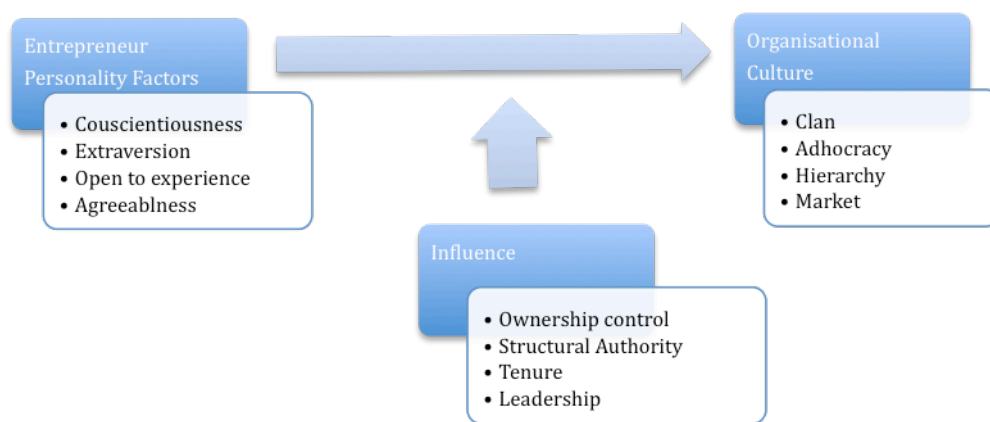 Entrepreneur
Personality Factors
• Couscientiousness
• Extraversion
• Open to experience
• Agreeablness
Organisational
Culture
• Clan
• Adhocracy
• Hierarchy
• Market
Influence
• Ownership control
• Structural Authority
• Tenure
• Leadership